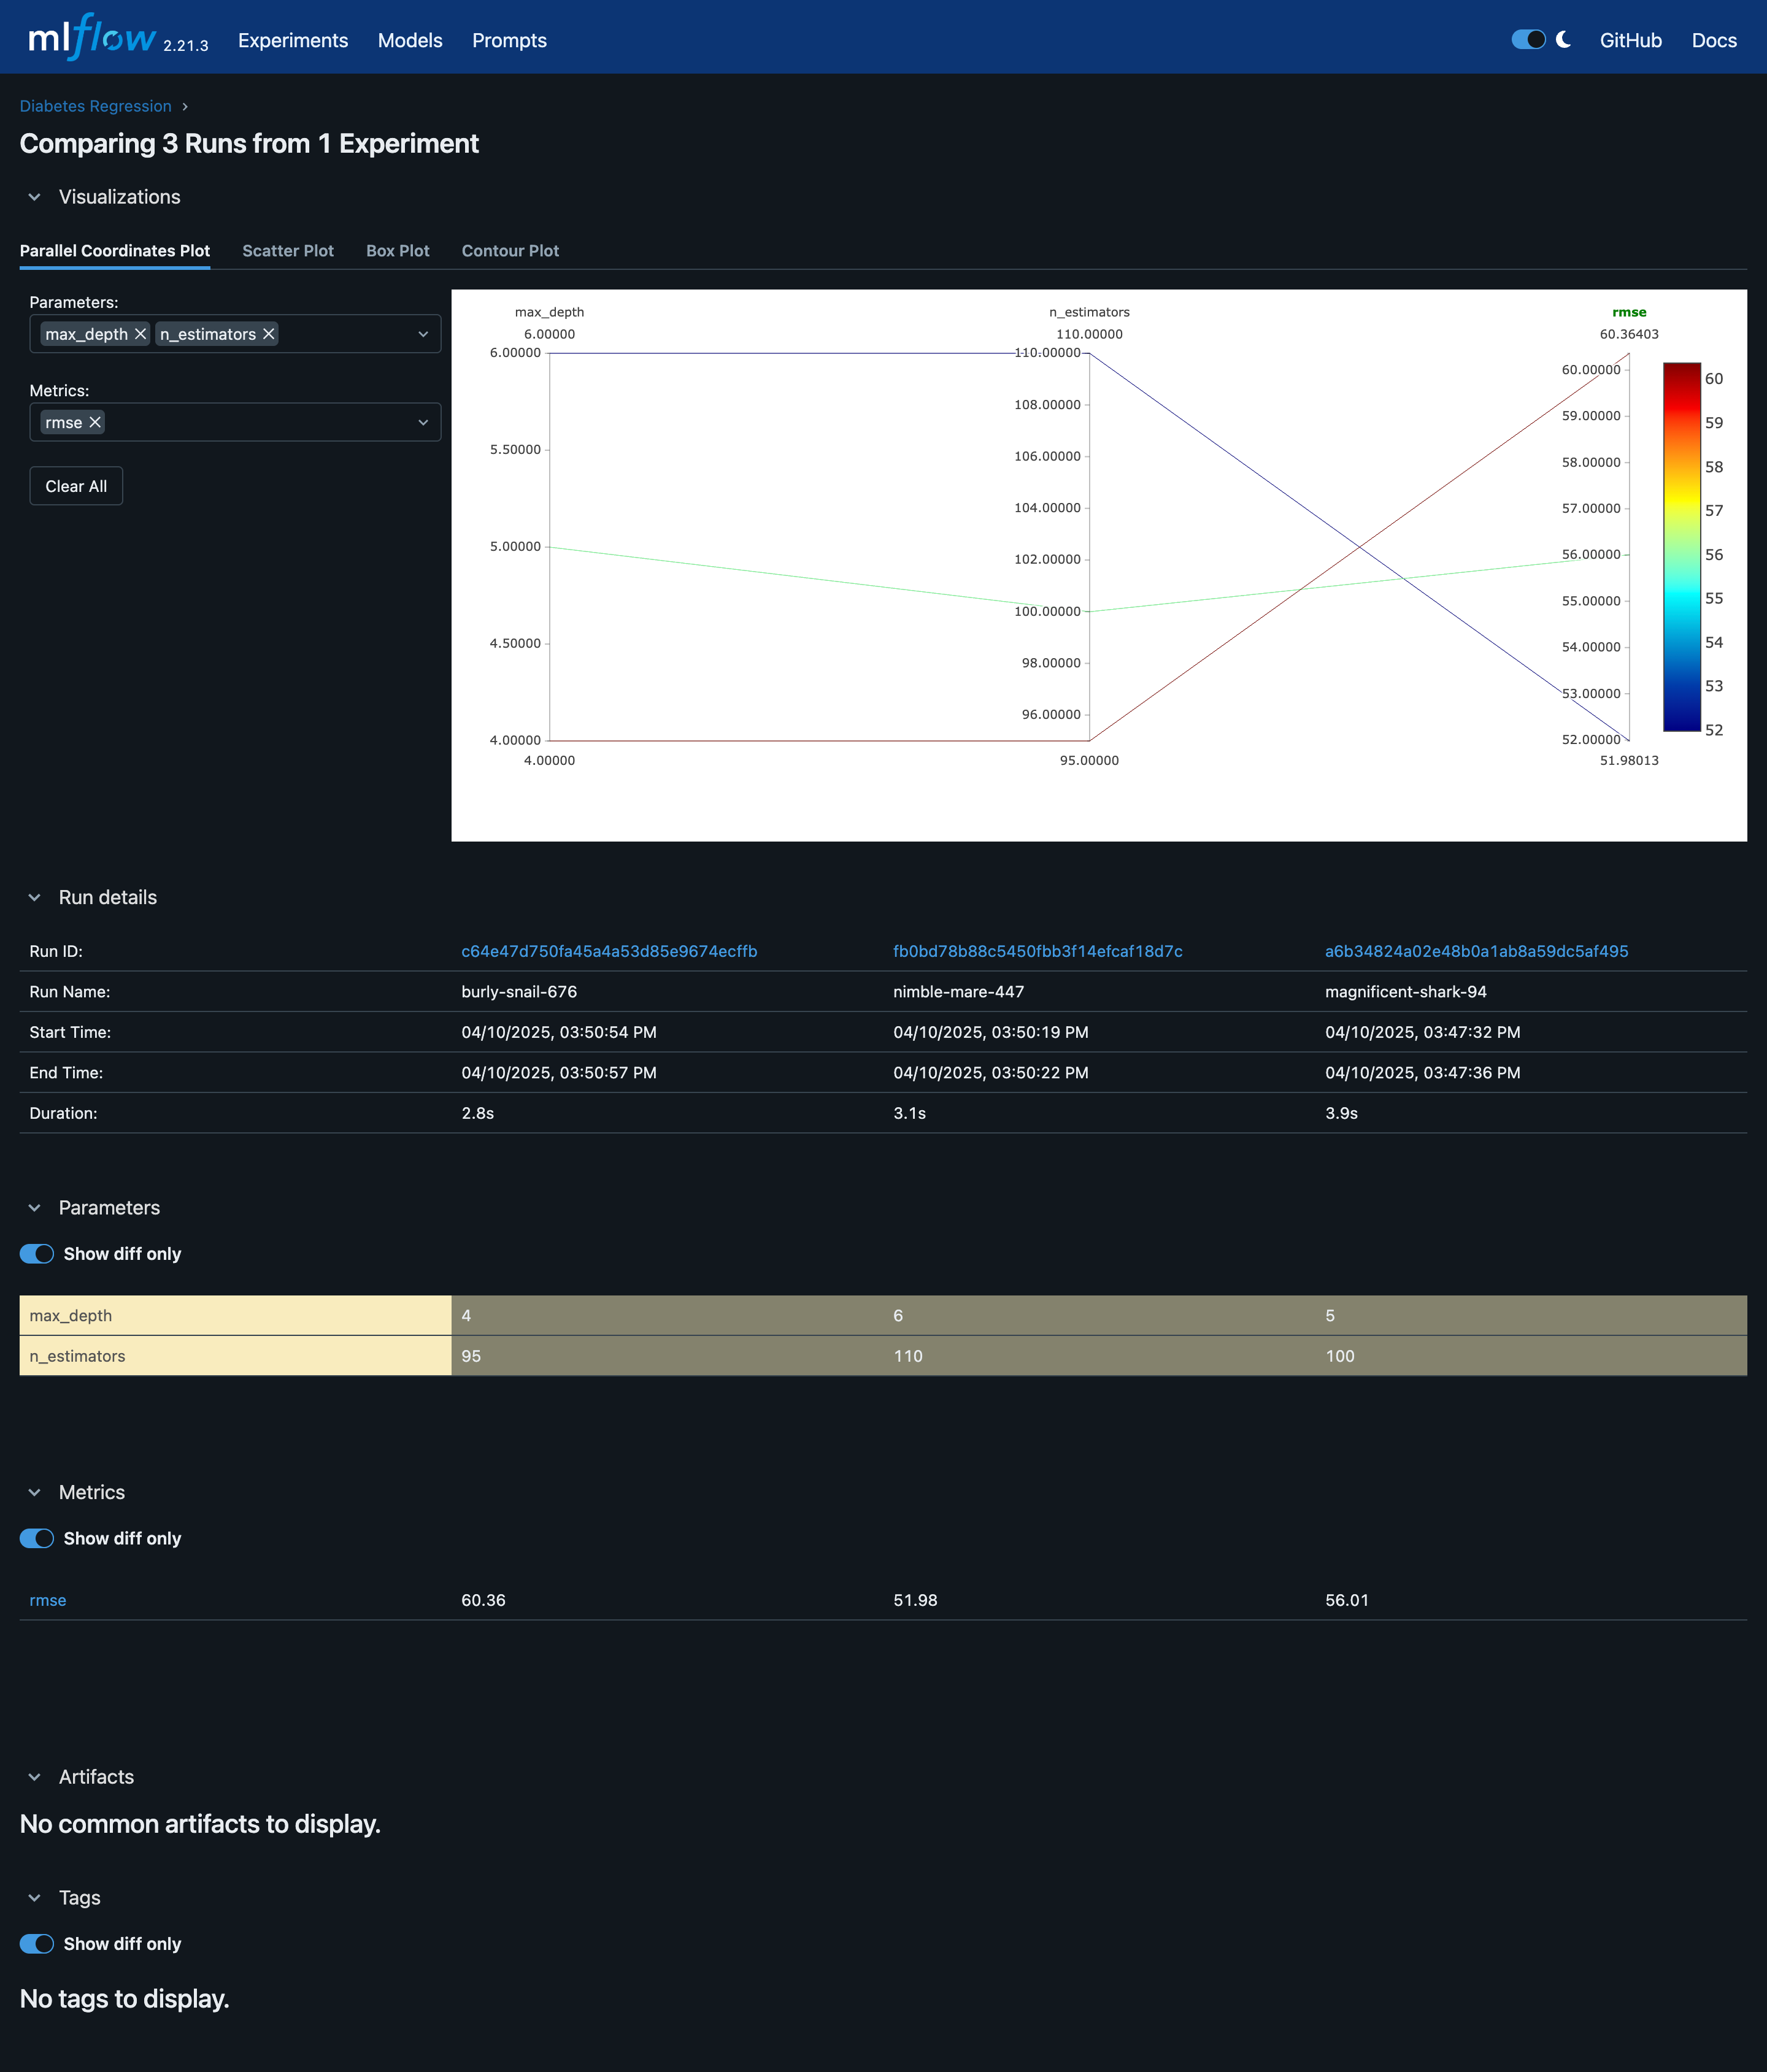 mlflow 2.21.3 Experiments Models Prompts GitHub Docs
Diabetes Regression
Comparing 3 Runs from 1 Experiment
Visualizations
Parallel Coordinates Plot Scatter Plot Box Plot Contour Plot
Parameters:
max_depth n_estimators
Metrics:
rmse
Clear All
max_depth n_estimators rmse
6.00000 110.00000 60.36403
6.00000
5.50000
5.00000
4.50000
4.00000
4.00000
110.00000
108.00000
106.00000
104.00000
102.00000
100.00000
98.00000
96.00000
95.00000
60.00000
59.00000
58.00000
57.00000
56.00000
55.00000
54.00000
53.00000
52.00000
51.98013
60
59
58
57
56
55
54
53
52
Run details
Run ID: c64e47d750fa45a4a53d85e9674ecffb fb0bd78b88c5450fbb3f14efcaf18d7c a6b34824a02e48b0a1ab8a59dc5af495
Run Name: burly-snail-676 nimble-mare-447 magnificent-shark-94
Start Time: 04/10/2025, 03:50:54 PM 04/10/2025, 03:50:19 PM 04/10/2025, 03:47:32 PM
End Time: 04/10/2025, 03:50:57 PM 04/10/2025, 03:50:22 PM 04/10/2025, 03:47:36 PM
Duration: 2.8s 3.1s 3.9s
Parameters
Show diff only
max_depth 4 6 5
n_estimators 95 110 100
Metrics
Show diff only
rmse 60.36 51.98 56.01
Artifacts
No common artifacts to display.
Tags
Show diff only
No tags to display.